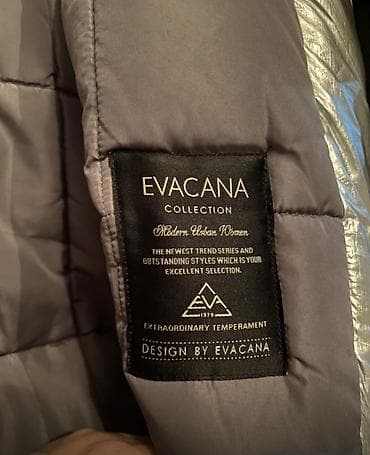 EVACANA
COLLECTION
Modern Urban Women
THE NEWEST TREND SERIES AND
OUTSTANDING STYLES WHICH IS YOUR
EXCELLENT SELECTION.
EVA
1979
EXTRAORDINARY TEMPERAMENT
DESIGN BY EVACANA